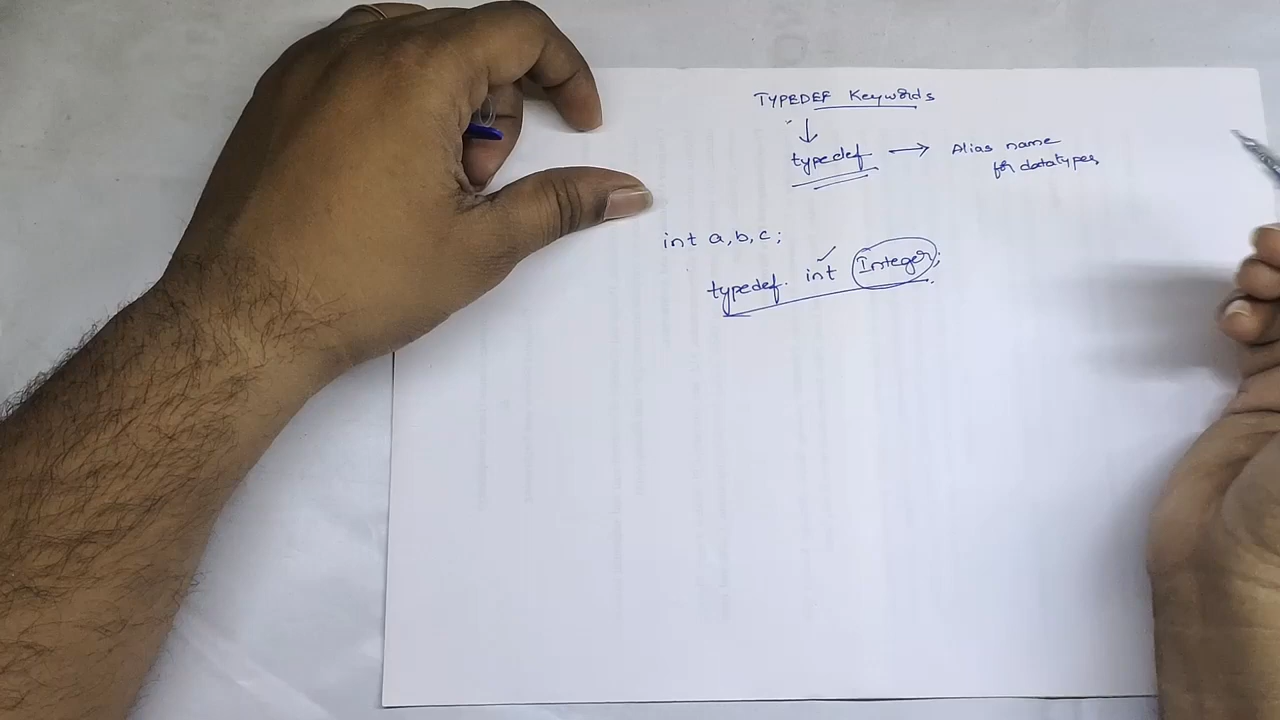 TYPEDEF Keywords
typedef → Alias name
for datatypes
int a,b,c;
typedef int Integer;